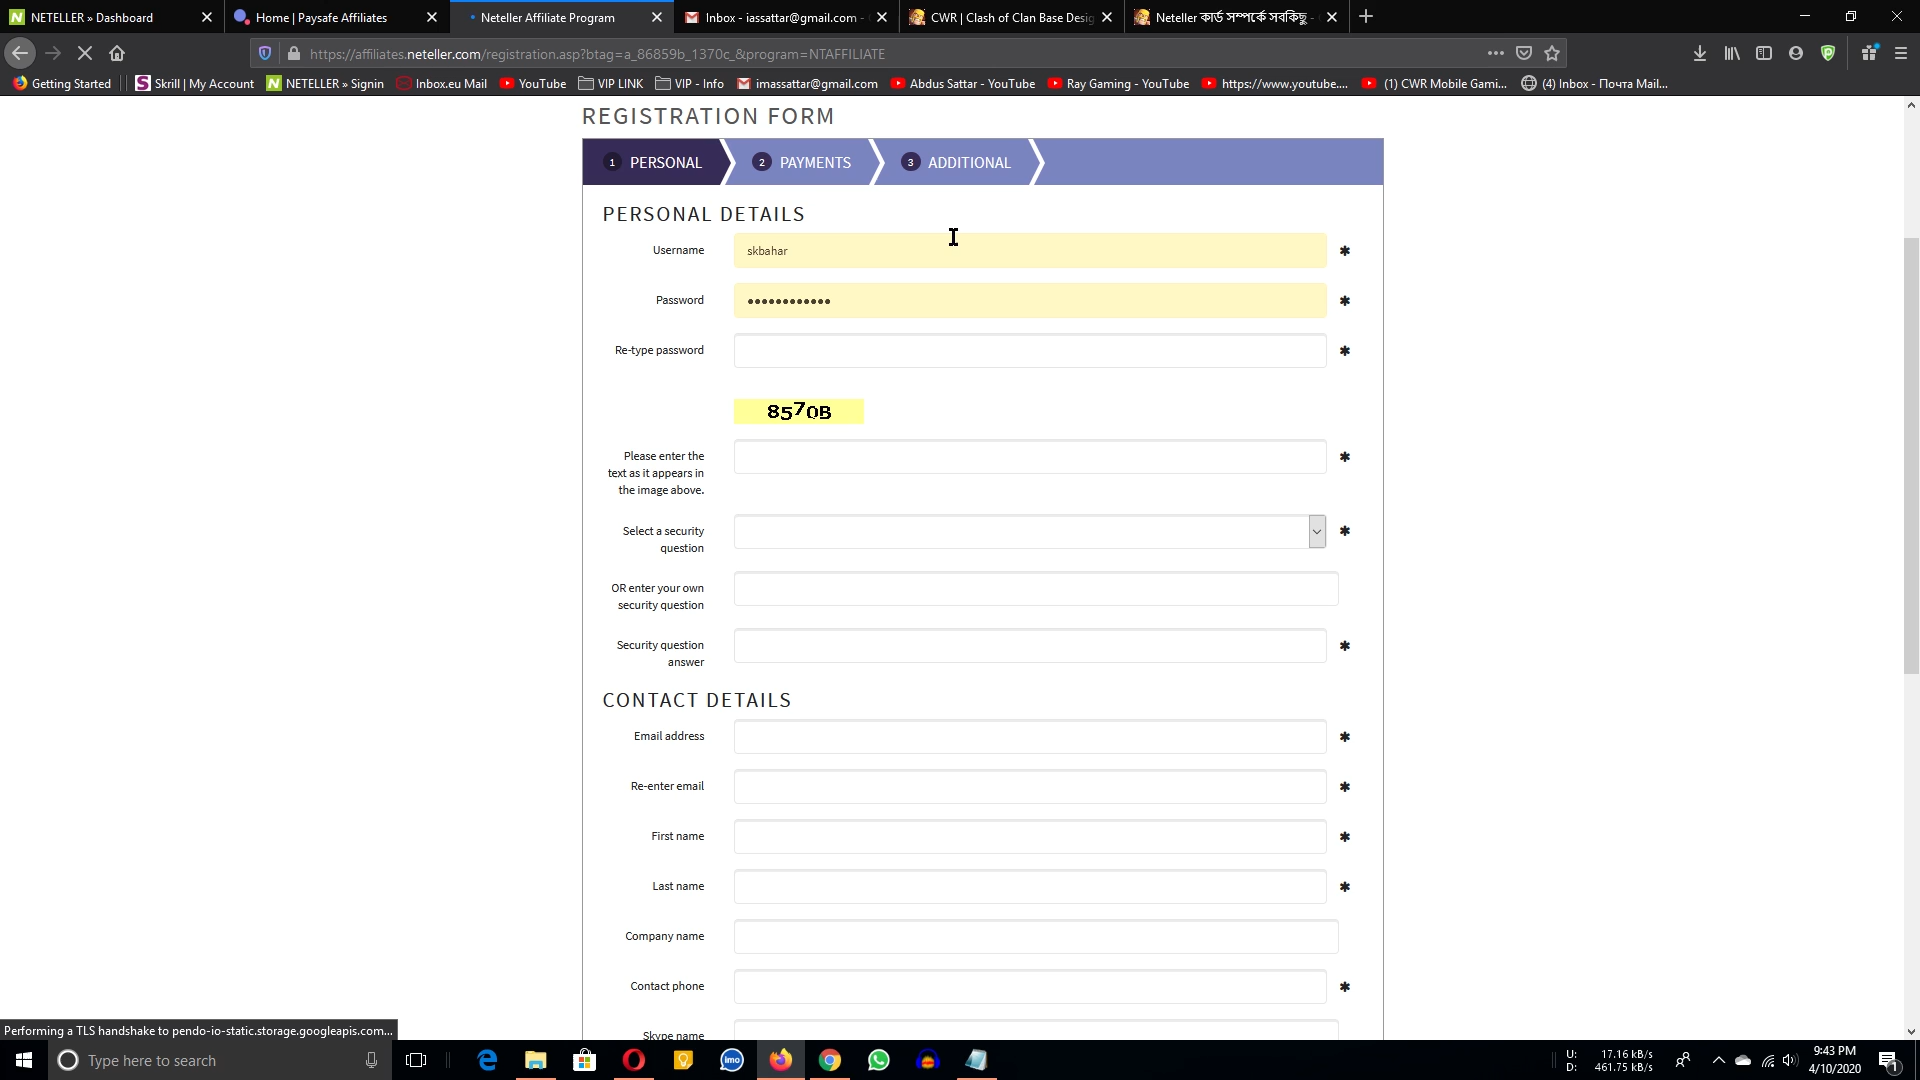 NETELLER » Dashboard
Home | Paysafe Affiliates
Neteller Affiliate Program
Inbox - iassattar@gmail.com -
CWR | Clash of Clan Base Desig
Neteller কার্ড সম্পর্কে সবকিছু -
https://affiliates.neteller.com/registration.asp?btag=a_86859b_1370c_&program=NTAFFILIATE
Getting Started
Skrill | My Account
NETELLER » Signin
Inbox.eu Mail
YouTube
VIP LINK
VIP - Info
imassattar@gmail.com
Abdus Sattar - YouTube
Ray Gaming - YouTube
https://www.youtube....
(1) CWR Mobile Gami...
(4) Inbox - Почта Mail...
REGISTRATION FORM
1 PERSONAL
2 PAYMENTS
3 ADDITIONAL
PERSONAL DETAILS
Username
skbahar
*
Password
••••••••••••
*
Re-type password
*
8570B
Please enter the
text as it appears in
the image above.
*
Select a security
question
*
OR enter your own
security question
Security question
answer
*
CONTACT DETAILS
Email address
*
Re-enter email
*
First name
*
Last name
*
Company name
Contact phone
*
Skype name
Performing a TLS handshake to pendo-io-static.storage.googleapis.com...
Type here to search
imo
U: 17.16 kB/s
D: 461.75 kB/s
9:43 PM
4/10/2020
1